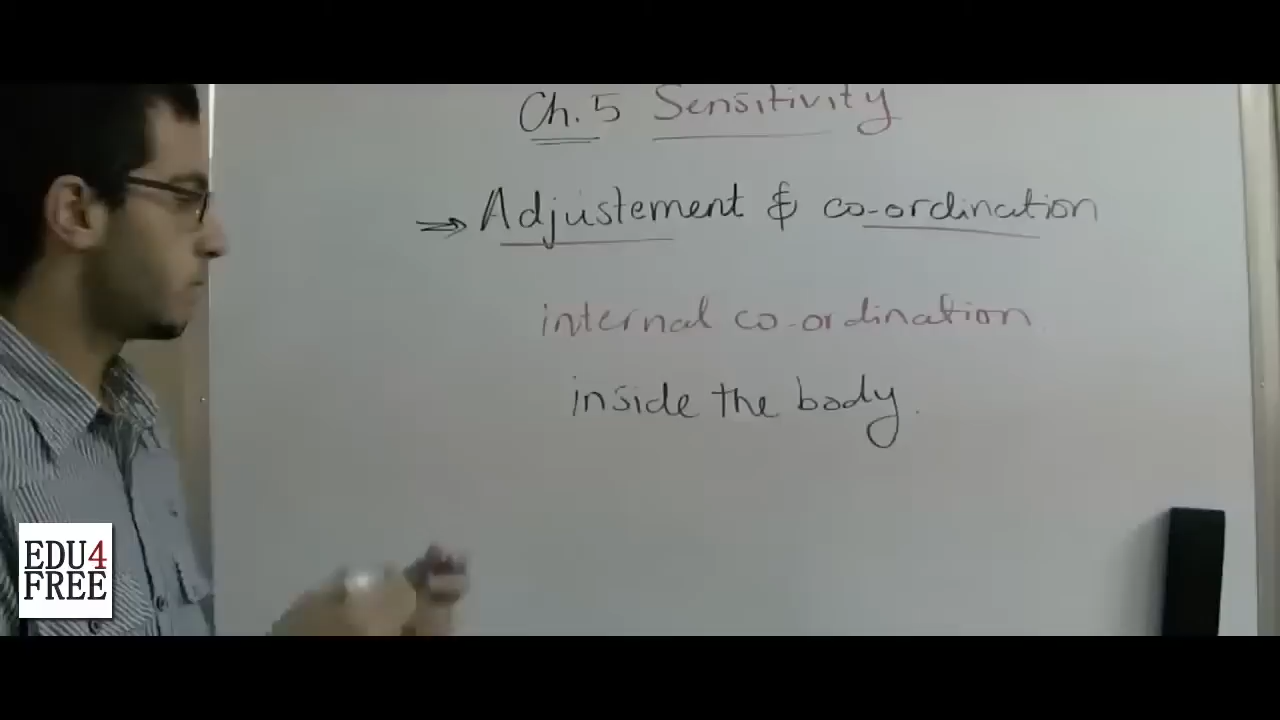 Ch. 5 Sensitivity
Adjustement & co-ordination
internal co-ordination
inside the body.
EDU4
FREE